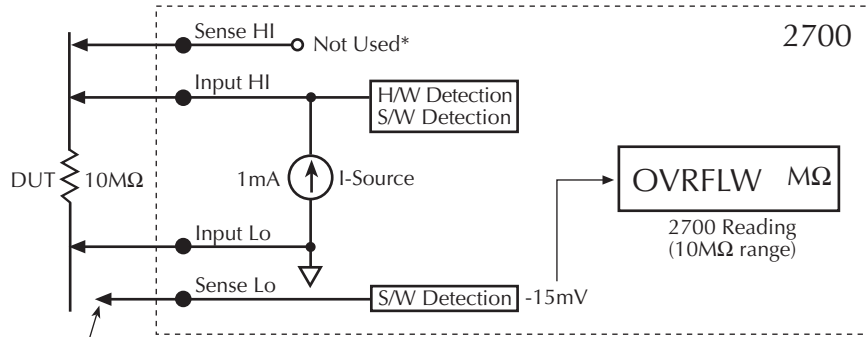 Sense HI
Not Used*
2700
Input HI
H/W Detection
S/W Detection
DUT
10MΩ
1mA
I-Source
OVRFLW MΩ
2700 Reading
(10MΩ range)
Input Lo
Sense Lo
S/W Detection
-15mV